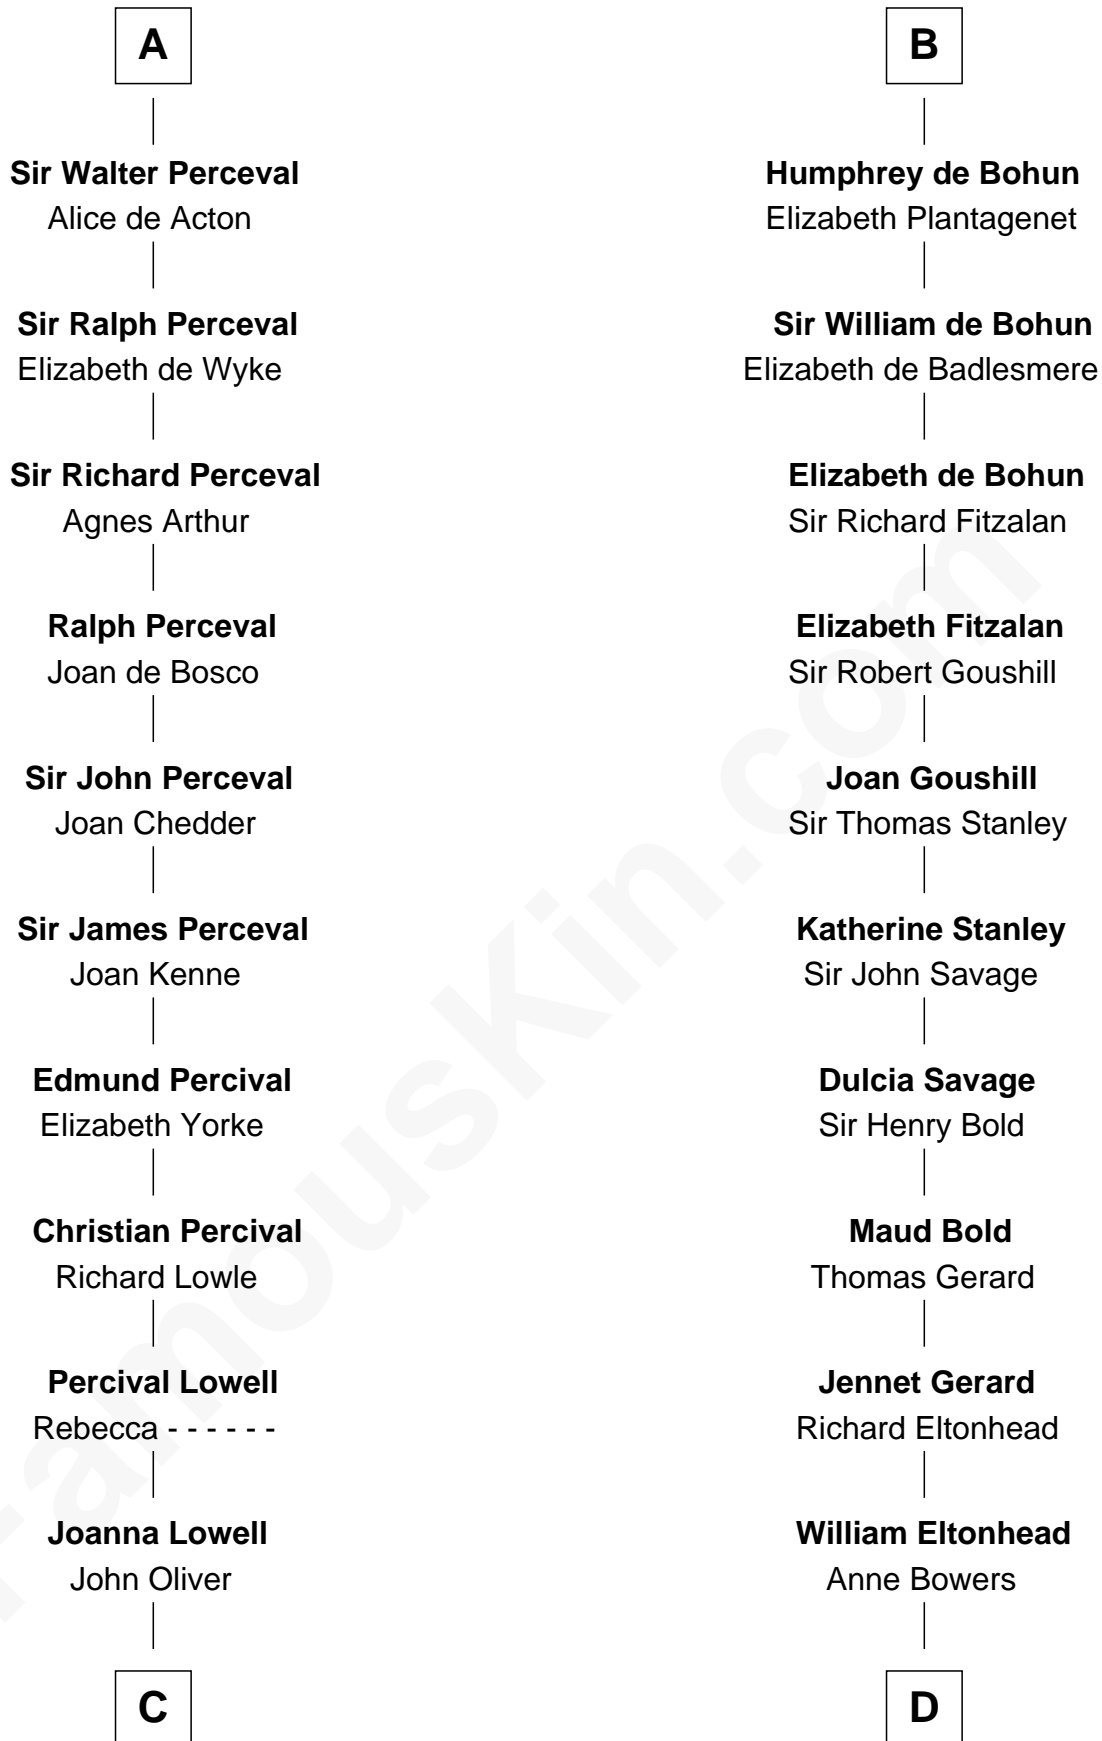 A
Sir Walter Perceval
Alice de Acton
Sir Ralph Perceval
Elizabeth de Wyke
Sir Richard Perceval
Agnes Arthur
Ralph Perceval
Joan de Bosco
Sir John Perceval
Joan Chedder
Sir James Perceval
Joan Kenne
Edmund Percival
Elizabeth Yorke
Christian Percival
Richard Lowle
Percival Lowell
Rebecca - - - - - -
Joanna Lowell
John Oliver
C
B
Humphrey de Bohun
Elizabeth Plantagenet
Sir William de Bohun
Elizabeth de Badlesmere
Elizabeth de Bohun
Sir Richard Fitzalan
Elizabeth Fitzalan
Sir Robert Goushill
Joan Goushill
Sir Thomas Stanley
Katherine Stanley
Sir John Savage
Dulcia Savage
Sir Henry Bold
Maud Bold
Thomas Gerard
Jennet Gerard
Richard Eltonhead
William Eltonhead
Anne Bowers
D
FamousKin.com